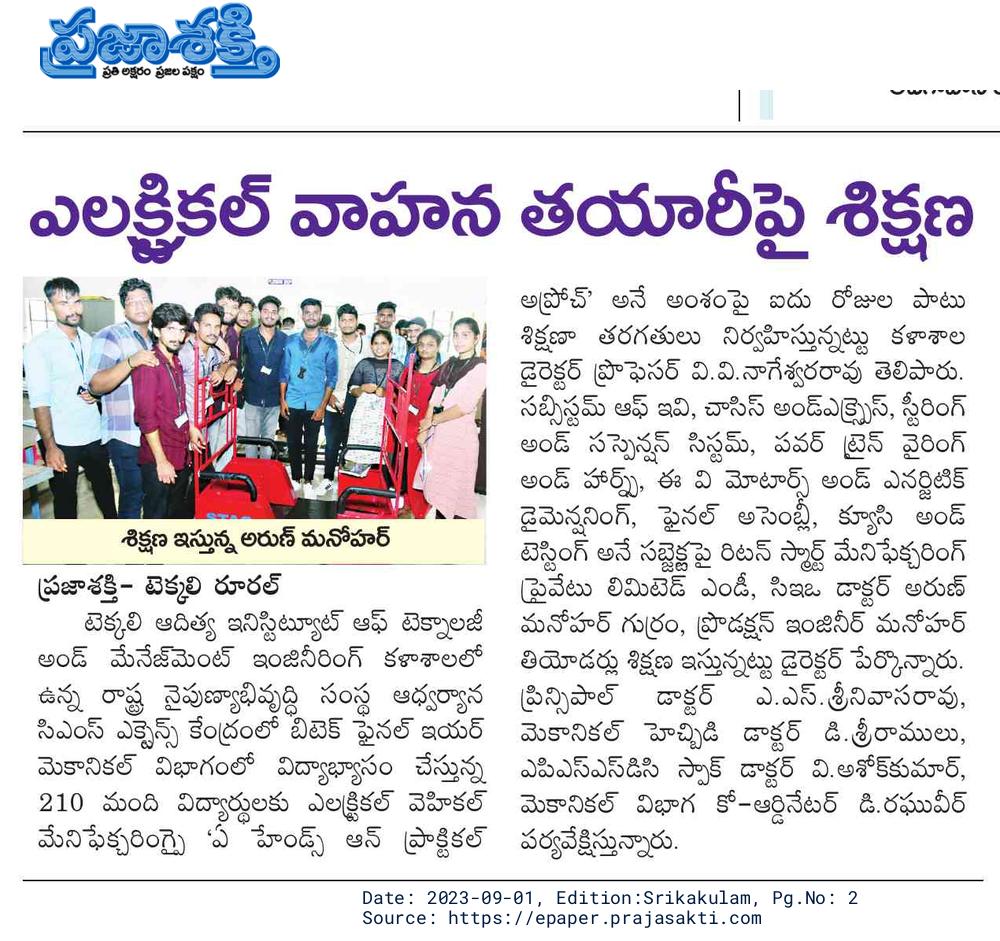 ప్రజాశక్తి
ప్రతి అక్షరం ప్రజల పక్షం
ఎలక్ట్రికల్ వాహన తయారీపై శిక్షణ
శిక్షణ ఇస్తున్న అరుణ్ మనోహర్
ప్రజాశక్తి- టెక్కలి రూరల్
టెక్కలి ఆదిత్య ఇనిస్టిట్యూట్ ఆఫ్ టెక్నాలజీ
అండ్ మేనేజ్‌మెంట్ ఇంజినీరింగ్ కళాశాలలో
ఉన్న రాష్ట్ర నైపుణ్యాభివృద్ధి సంస్థ ఆధ్వర్యాన
సిఎంస్ ఎక్టెన్స్ కేంద్రంలో బిటెక్ ఫైనల్ ఇయర్
మెకానికల్ విభాగంలో విద్యాభ్యాసం చేస్తున్న
210 మంది విద్యార్థులకు ఎలక్ట్రికల్ వెహికల్
మేనిఫేక్చరింగ్పై 'ఏ హేండ్స్ ఆన్ ప్రాక్టికల్
అప్రోచ్' అనే అంశంపై ఐదు రోజుల పాటు
శిక్షణా తరగతులు నిర్వహిస్తున్నట్టు కళాశాల
డైరెక్టర్ ప్రొఫెసర్ వి.వి.నాగేశ్వరరావు తెలిపారు.
సబ్సిస్టమ్ ఆఫ్ ఇవి, చాసిస్ అండ్ఎక్స్రెస్, స్టీరింగ్
అండ్ సస్పెన్షన్ సిస్టమ్, పవర్ ట్రైన్ వైరింగ్
అండ్ హార్న్స్, ఈ వి మోటార్స్ అండ్ ఎనర్జిటిక్
డైమెన్షనింగ్, ఫైనల్ అసెంబ్లీ, క్యూసి అండ్
టెస్టింగ్ అనే సబ్జెక్ట్లపై రిటన్ స్మార్ట్ మేనిఫేక్చరింగ్
ప్రైవేటు లిమిటెడ్ ఎండీ, సిఇఒ డాక్టర్ అరుణ్
మనోహర్ గుర్రం, ప్రొడక్షన్ ఇంజినీర్ మనోహర్
తియోడర్లు శిక్షణ ఇస్తున్నట్టు డైరెక్టర్ పేర్కొన్నారు.
ప్రిన్సిపాల్ డాక్టర్ ఎ.ఎస్.శ్రీనివాసరావు,
మెకానికల్ హెచ్బిడి డాక్టర్ డి.శ్రీరాములు,
ఎపిఎస్ఎస్‌డిసి స్పాక్ డాక్టర్ వి.అశోక్‌కుమార్,
మెకానికల్ విభాగ కో-ఆర్డినేటర్ డి.రఘువీర్
పర్యవేక్షిస్తున్నారు.
Date: 2023-09-01, Edition:Srikakulam, Pg.No: 2
Source: https://epaper.prajasakti.com